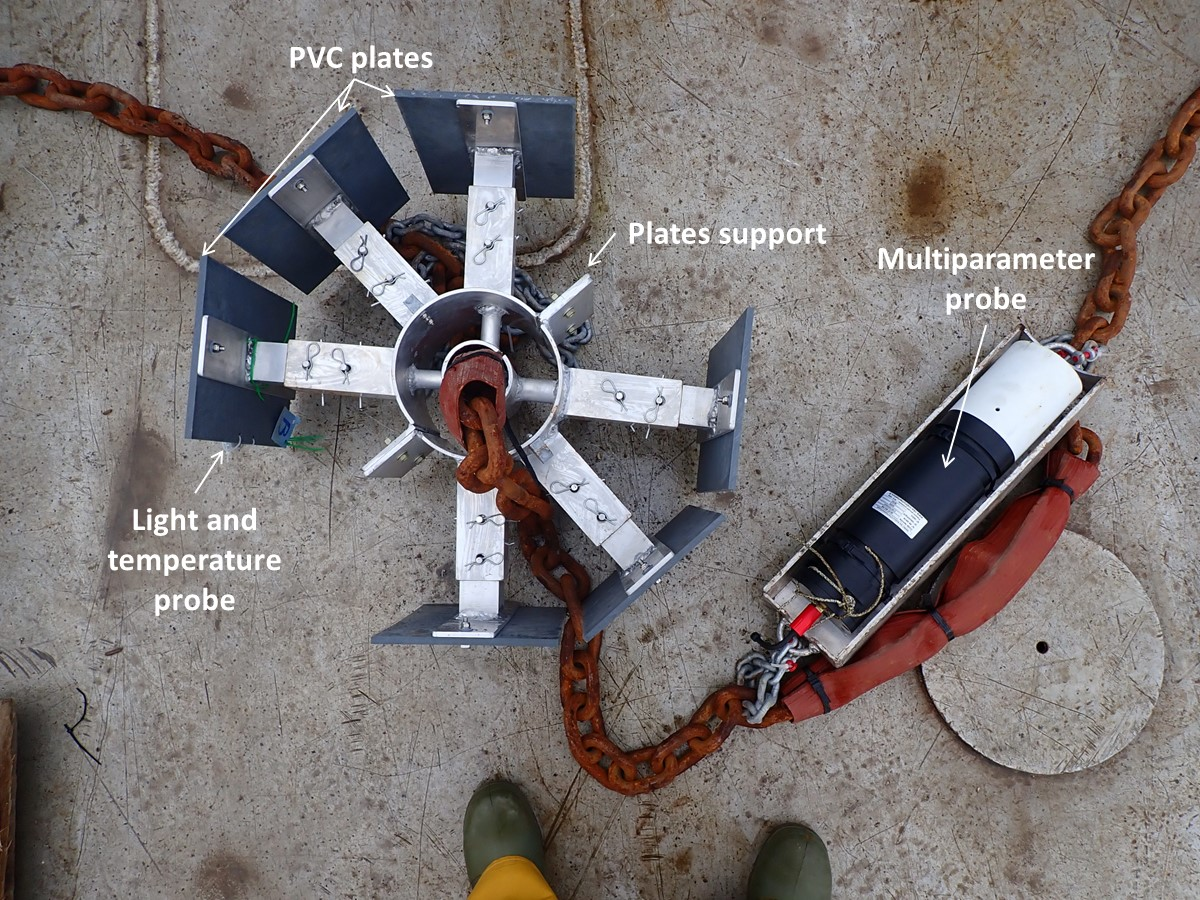 PVC plates
Plates support
Multiparameter
probe
Light and
temperature
probe